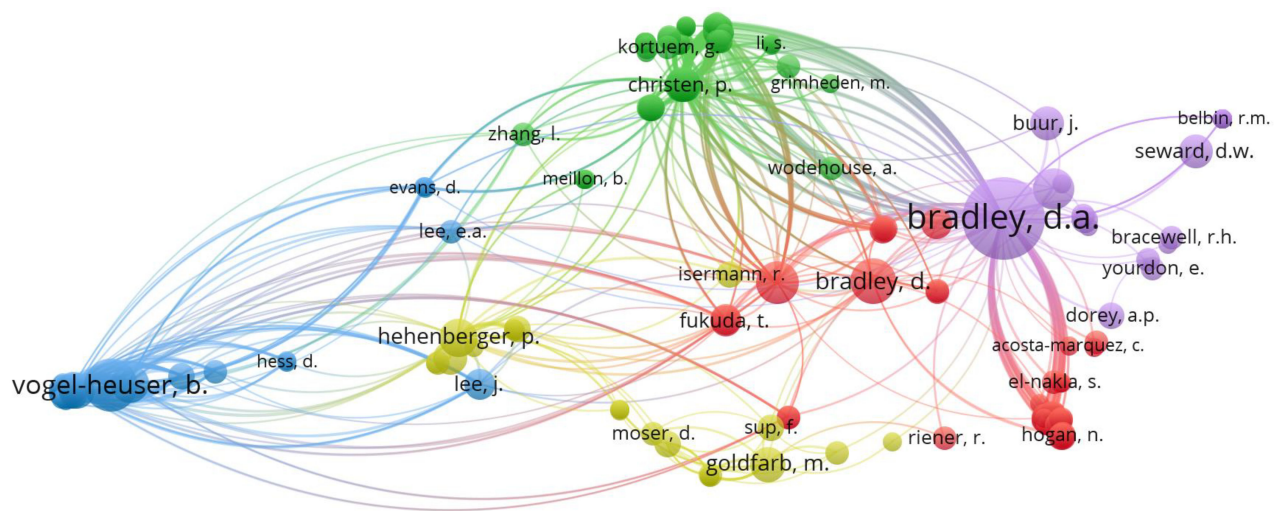 kortuem, g.
li, s.
christen, p.
grimheden, m.
zhang, l.
buur, j.
belbin, r.m.
seward, d.w.
wodehouse, a.
meillon, b.
evans, d.
bradley, d.a.
lee, e.a.
bracewell, r.h.
yourdon, e.
isermann, r.
bradley, d.
fukuda, t.
dorey, a.p.
hehenberger, p.
acosta-marquez, c.
hess, d.
vogel-heuser, b.
lee, j.
el-nakla, s.
sup, f.
moser, d.
riener, r.
hogan, n.
goldfarb, m.